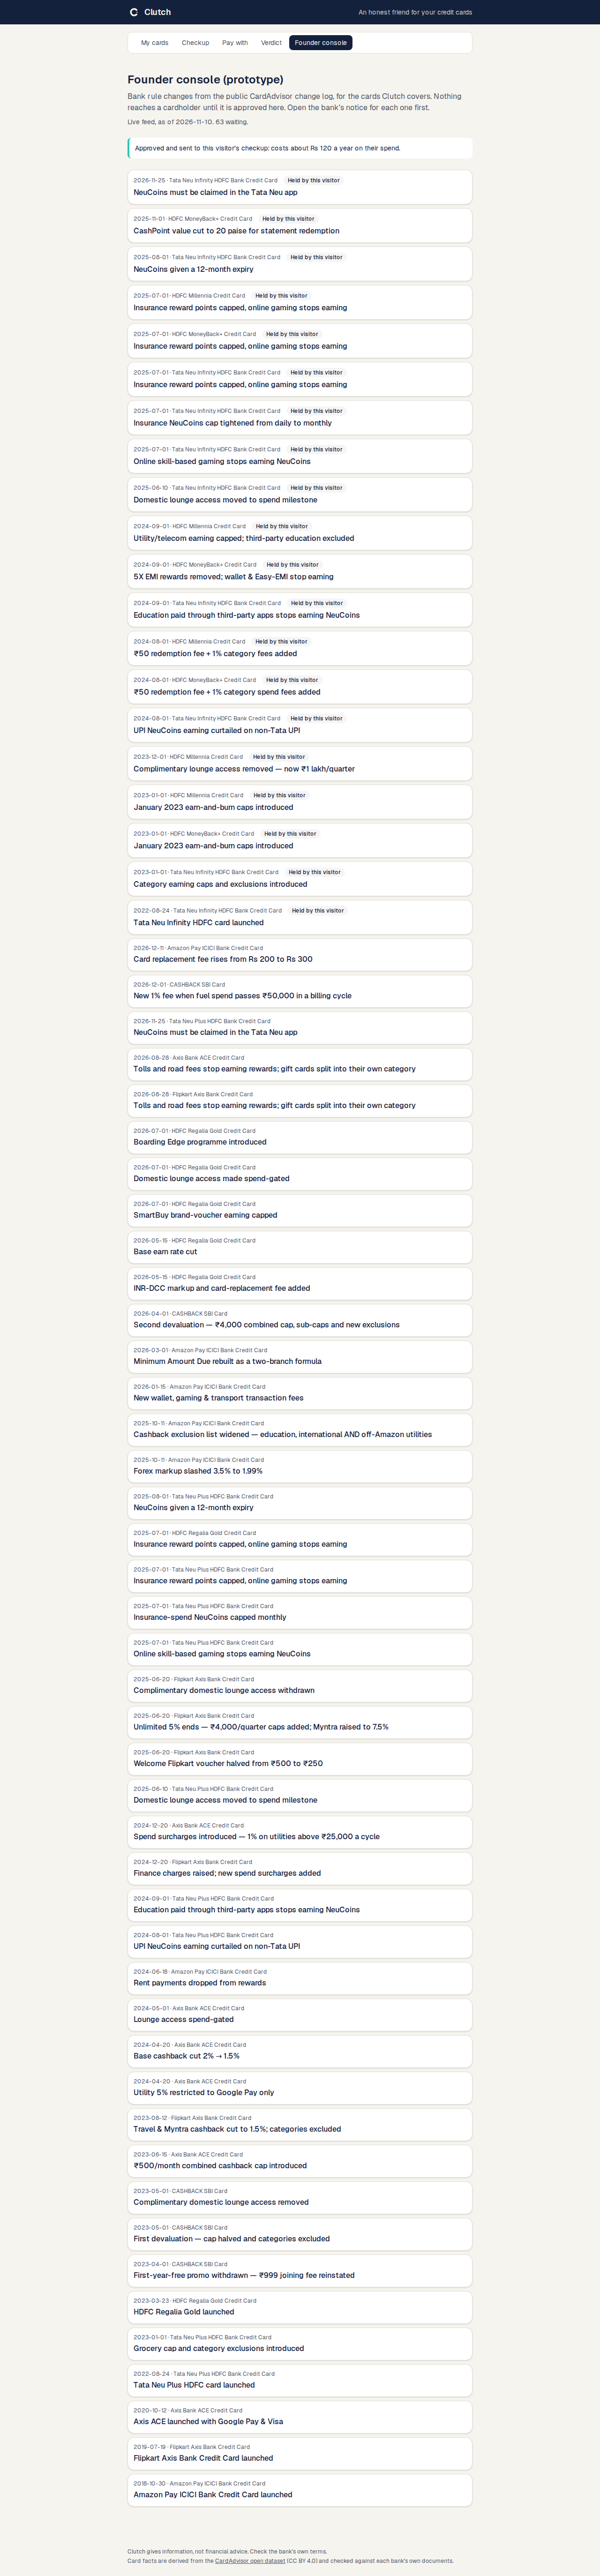 Clutch
An honest friend for your credit cards
My cards
Checkup
Pay with
Verdict
Founder console
Founder console (prototype)
Bank rule changes from the public CardAdvisor change log, for the cards Clutch covers. Nothing
reaches a cardholder until it is approved here. Open the bank's notice for each one first.
Live feed, as of 2026-11-10. 63 waiting.
Approved and sent to this visitor's checkup: costs about Rs 120 a year on their spend.
2026-11-25 · Tata Neu Infinity HDFC Bank Credit Card Held by this visitor
NeuCoins must be claimed in the Tata Neu app
2025-11-01 · HDFC MoneyBack+ Credit Card Held by this visitor
CashPoint value cut to 20 paise for statement redemption
2025-08-01 · Tata Neu Infinity HDFC Bank Credit Card Held by this visitor
NeuCoins given a 12-month expiry
2025-07-01 · HDFC Millennia Credit Card Held by this visitor
Insurance reward points capped, online gaming stops earning
2025-07-01 · HDFC MoneyBack+ Credit Card Held by this visitor
Insurance reward points capped, online gaming stops earning
2025-07-01 · Tata Neu Infinity HDFC Bank Credit Card Held by this visitor
Insurance reward points capped, online gaming stops earning
2025-07-01 · Tata Neu Infinity HDFC Bank Credit Card Held by this visitor
Insurance NeuCoins cap tightened from daily to monthly
2025-07-01 · Tata Neu Infinity HDFC Bank Credit Card Held by this visitor
Online skill-based gaming stops earning NeuCoins
2025-06-10 · Tata Neu Infinity HDFC Bank Credit Card Held by this visitor
Domestic lounge access moved to spend milestone
2024-09-01 · HDFC Millennia Credit Card Held by this visitor
Utility/telecom earning capped; third-party education excluded
2024-09-01 · HDFC MoneyBack+ Credit Card Held by this visitor
5X EMI rewards removed; wallet & Easy-EMI stop earning
2024-09-01 · Tata Neu Infinity HDFC Bank Credit Card Held by this visitor
Education paid through third-party apps stops earning NeuCoins
2024-08-01 · HDFC Millennia Credit Card Held by this visitor
₹50 redemption fee + 1% category fees added
2024-08-01 · HDFC MoneyBack+ Credit Card Held by this visitor
₹50 redemption fee + 1% category spend fees added
2024-08-01 · Tata Neu Infinity HDFC Bank Credit Card Held by this visitor
UPI NeuCoins earning curtailed on non-Tata UPI
2023-12-01 · HDFC Millennia Credit Card Held by this visitor
Complimentary lounge access removed — now ₹1 lakh/quarter
2023-01-01 · HDFC Millennia Credit Card Held by this visitor
January 2023 earn-and-burn caps introduced
2023-01-01 · HDFC MoneyBack+ Credit Card Held by this visitor
January 2023 earn-and-burn caps introduced
2023-01-01 · Tata Neu Infinity HDFC Bank Credit Card Held by this visitor
Category earning caps and exclusions introduced
2022-08-24 · Tata Neu Infinity HDFC Bank Credit Card Held by this visitor
Tata Neu Infinity HDFC card launched
2026-12-11 · Amazon Pay ICICI Bank Credit Card
Card replacement fee rises from Rs 200 to Rs 300
2026-12-01 · CASHBACK SBI Card
New 1% fee when fuel spend passes ₹50,000 in a billing cycle
2026-11-25 · Tata Neu Plus HDFC Bank Credit Card
NeuCoins must be claimed in the Tata Neu app
2026-08-28 · Axis Bank ACE Credit Card
Tolls and road fees stop earning rewards; gift cards split into their own category
2026-08-28 · Flipkart Axis Bank Credit Card
Tolls and road fees stop earning rewards; gift cards split into their own category
2026-07-01 · HDFC Regalia Gold Credit Card
Boarding Edge programme introduced
2026-07-01 · HDFC Regalia Gold Credit Card
Domestic lounge access made spend-gated
2026-07-01 · HDFC Regalia Gold Credit Card
SmartBuy brand-voucher earning capped
2026-05-15 · HDFC Regalia Gold Credit Card
Base earn rate cut
2026-05-15 · HDFC Regalia Gold Credit Card
INR-DCC markup and card-replacement fee added
2026-04-01 · CASHBACK SBI Card
Second devaluation — ₹4,000 combined cap, sub-caps and new exclusions
2026-03-01 · Amazon Pay ICICI Bank Credit Card
Minimum Amount Due rebuilt as a two-branch formula
2026-01-15 · Amazon Pay ICICI Bank Credit Card
New wallet, gaming & transport transaction fees
2025-10-11 · Amazon Pay ICICI Bank Credit Card
Cashback exclusion list widened — education, international AND off-Amazon utilities
2025-10-11 · Amazon Pay ICICI Bank Credit Card
Forex markup slashed 3.5% to 1.99%
2025-08-01 · Tata Neu Plus HDFC Bank Credit Card
NeuCoins given a 12-month expiry
2025-07-01 · HDFC Regalia Gold Credit Card
Insurance reward points capped, online gaming stops earning
2025-07-01 · Tata Neu Plus HDFC Bank Credit Card
Insurance reward points capped, online gaming stops earning
2025-07-01 · Tata Neu Plus HDFC Bank Credit Card
Insurance-spend NeuCoins capped monthly
2025-07-01 · Tata Neu Plus HDFC Bank Credit Card
Online skill-based gaming stops earning NeuCoins
2025-06-20 · Flipkart Axis Bank Credit Card
Complimentary domestic lounge access withdrawn
2025-06-20 · Flipkart Axis Bank Credit Card
Unlimited 5% ends — ₹4,000/quarter caps added; Myntra raised to 7.5%
2025-06-20 · Flipkart Axis Bank Credit Card
Welcome Flipkart voucher halved from ₹500 to ₹250
2025-06-10 · Tata Neu Plus HDFC Bank Credit Card
Domestic lounge access moved to spend milestone
2024-12-20 · Axis Bank ACE Credit Card
Spend surcharges introduced — 1% on utilities above ₹25,000 a cycle
2024-12-20 · Flipkart Axis Bank Credit Card
Finance charges raised; new spend surcharges added
2024-09-01 · Tata Neu Plus HDFC Bank Credit Card
Education paid through third-party apps stops earning NeuCoins
2024-08-01 · Tata Neu Plus HDFC Bank Credit Card
UPI NeuCoins earning curtailed on non-Tata UPI
2024-06-18 · Amazon Pay ICICI Bank Credit Card
Rent payments dropped from rewards
2024-05-01 · Axis Bank ACE Credit Card
Lounge access spend-gated
2024-04-20 · Axis Bank ACE Credit Card
Base cashback cut 2% → 1.5%
2024-04-20 · Axis Bank ACE Credit Card
Utility 5% restricted to Google Pay only
2023-08-12 · Flipkart Axis Bank Credit Card
Travel & Myntra cashback cut to 1.5%; categories excluded
2023-06-15 · Axis Bank ACE Credit Card
₹500/month combined cashback cap introduced
2023-05-01 · CASHBACK SBI Card
Complimentary domestic lounge access removed
2023-05-01 · CASHBACK SBI Card
First devaluation — cap halved and categories excluded
2023-04-01 · CASHBACK SBI Card
First-year-free promo withdrawn — ₹999 joining fee reinstated
2023-03-23 · HDFC Regalia Gold Credit Card
HDFC Regalia Gold launched
2023-01-01 · Tata Neu Plus HDFC Bank Credit Card
Grocery cap and category exclusions introduced
2022-08-24 · Tata Neu Plus HDFC Bank Credit Card
Tata Neu Plus HDFC card launched
2020-10-12 · Axis Bank ACE Credit Card
Axis ACE launched with Google Pay & Visa
2019-07-19 · Flipkart Axis Bank Credit Card
Flipkart Axis Bank Credit Card launched
2018-10-30 · Amazon Pay ICICI Bank Credit Card
Amazon Pay ICICI Bank Credit Card launched
Clutch gives information, not financial advice. Check the bank's own terms.
Card facts are derived from the CardAdvisor open dataset (CC BY 4.0) and checked against each bank's own documents.